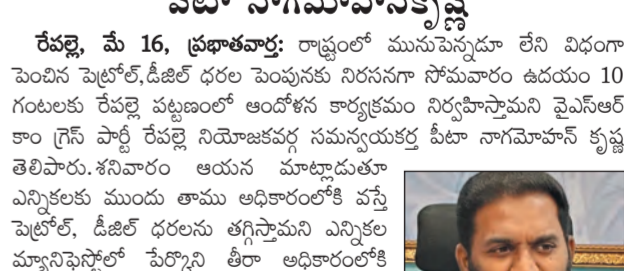 పిటా నాగమోహనకృష్ణ
రేపల్లె, మే 16, ప్రభాతవార్త: రాష్ట్రంలో మునుపెన్నడూ లేని విధంగా
పెంచిన పెట్రోల్,డీజిల్ ధరల పెంపునకు నిరసనగా సోమవారం ఉదయం 10
గంటలకు రేపల్లె పట్టణంలో ఆందోళన కార్యక్రమం నిర్వహిస్తామని వైఎస్ఆర్
కాం గ్రెస్ పార్టీ రేపల్లె నియోజకవర్గ సమన్వయకర్త పీటా నాగమోహన్ కృష్ణ
తెలిపారు.శనివారం ఆయన మాట్లాడుతూ
ఎన్నికలకు ముందు తాము అధికారంలోకి వస్తే
పెట్రోల్, డీజిల్ ధరలను తగ్గిస్తామని ఎన్నికల
మ్యానిఫెస్టోలో పేర్కొని తీరా అధికారంలోకి